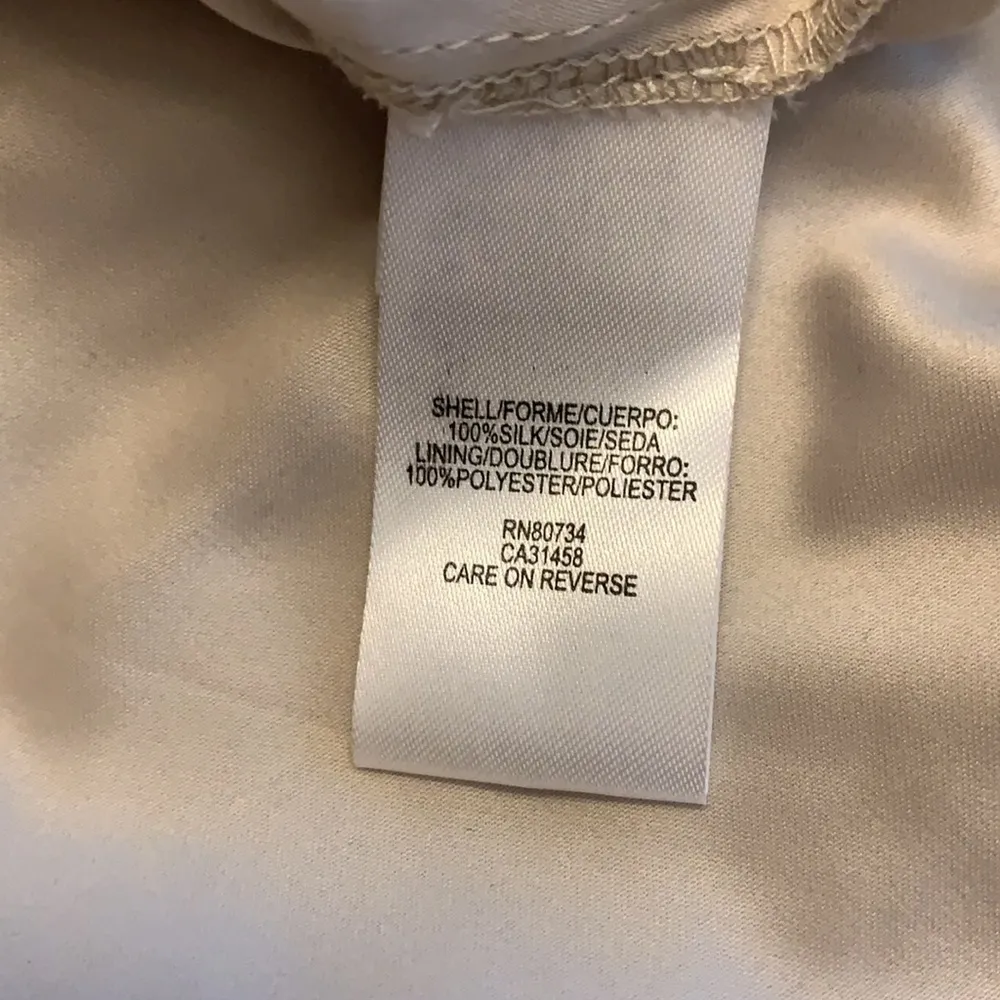 SHELL/FORME/CUERPO:
100%SILK/SOIE/SEDA
LINING/DOUBLURE/FORRO:
100%POLYESTER/POLIESTER
RN80734
CA31458
CARE ON REVERSE